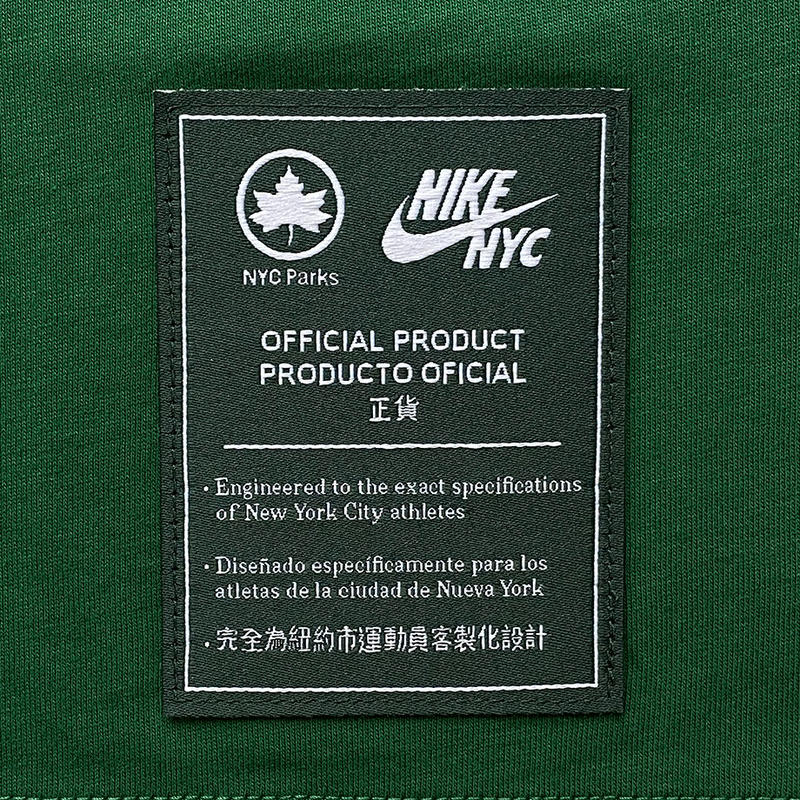 NYC Parks
NIKE
NYC
OFFICIAL PRODUCT
PRODUCTO OFICIAL
正貨
• Engineered to the exact specifications
of New York City athletes
• Diseñado específicamente para los
atletas de la ciudad de Nueva York
• 完全為紐約市運動員客製化設計